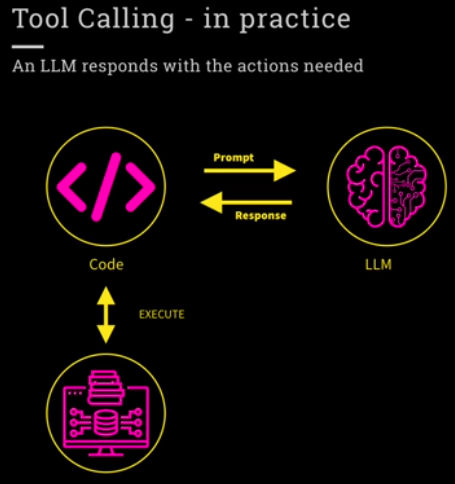 Tool Calling - in practice
An LLM responds with the actions needed
Prompt
Response
Code
LLM
EXECUTE